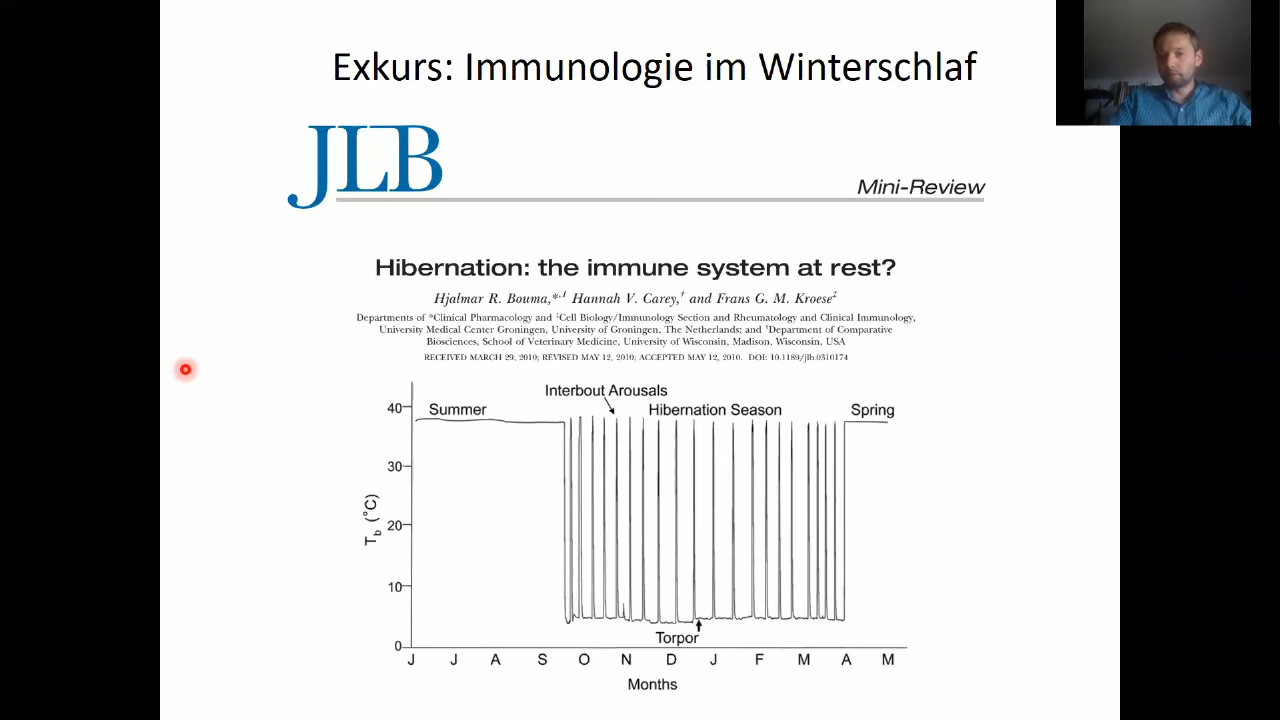 Exkurs: Immunologie im Winterschlaf
JLB
Mini-Review
Hibernation: the immune system at rest?
Hjalmar R. Bouma,*,1 Hannah V. Carey,† and Frans G. M. Kroese‡
Departments of *Clinical Pharmacology and ‡Cell Biology/Immunology Section and Rheumatology and Clinical Immunology,
University Medical Center Groningen, University of Groningen, The Netherlands; and †Department of Comparative
Biosciences, School of Veterinary Medicine, University of Wisconsin, Madison, Wisconsin, USA
RECEIVED MARCH 29, 2010; REVISED MAY 12, 2010; ACCEPTED MAY 12, 2010. DOI: 10.1189/jlb.0310174
Interbout Arousals
Summer
Hibernation Season
Spring
40
30
20
10
0
Tb (°C)
Torpor
J J A S O N D J F M A M
Months